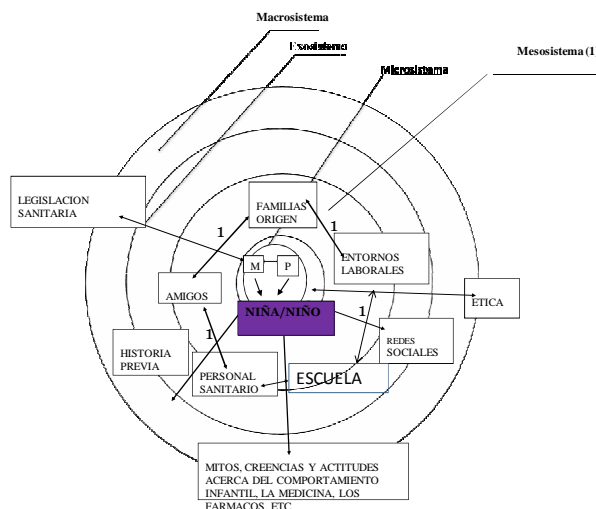 Macrosistema
Exosistema
Microsistema
Mesosistema (1
LEGISLACION
SANITARIA
FAMILIAS
ORIGEN
1
1
M
P
ENTORNOS
LABORALES
AMIGOS
NIÑA/NIÑO
ETICA
1
1
HISTORIA
PREVIA
REDES
SOCIALES
PERSONAL
SANITARIO
ESCUELA
MITOS, CREENCIAS Y ACTITUDES
ACERCA DEL COMPORTAMIENTO
INFANTIL, LA MEDICINA, LOS
FARMACOS, ETC